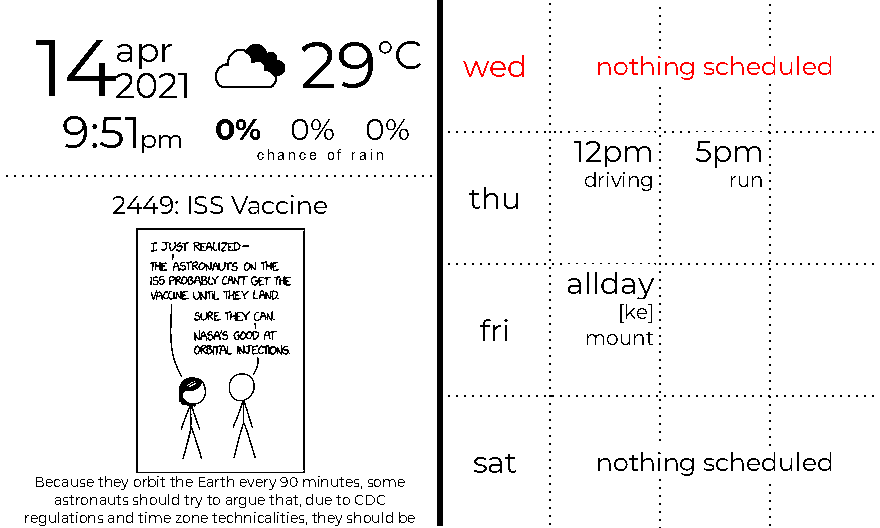 14 apr 2021
29°C
9:51pm
0% 0% 0%
chance of rain
2449: ISS Vaccine
I JUST REALIZED—
THE ASTRONAUTS ON THE
ISS PROBABLY CAN'T GET THE
VACCINE UNTIL THEY LAND.
SURE THEY CAN.
NASA'S GOOD AT
ORBITAL INJECTIONS.
Because they orbit the Earth every 90 minutes, some
astronauts should try to argue that, due to CDC
regulations and time zone technicalities, they should be
wed
nothing scheduled
thu
12pm
driving
5pm
run
fri
allday
[ke]
mount
sat
nothing scheduled